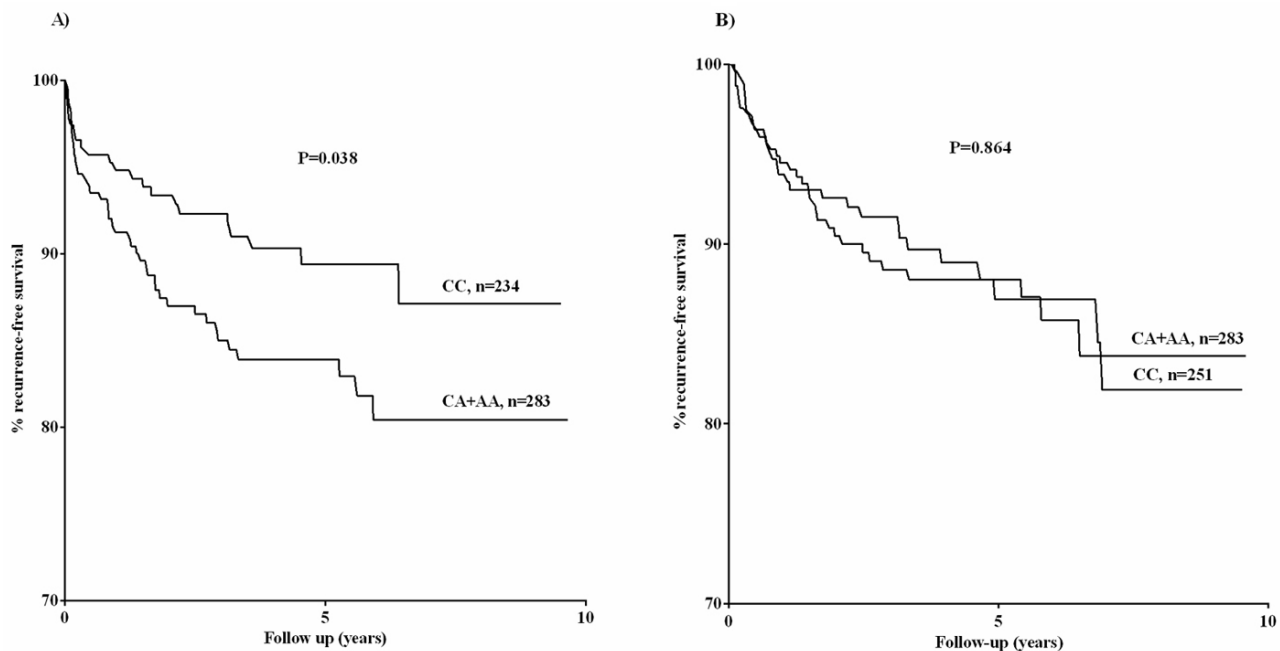 A)
100
90
80
70
% recurrence-free survival
P=0.038
CC, n=234
CA+AA, n=283
0
5
10
Follow up (years)
B)
100
90
80
70
% recurrence-free survival
P=0.864
CA+AA, n=283
CC, n=251
0
5
10
Follow-up (years)